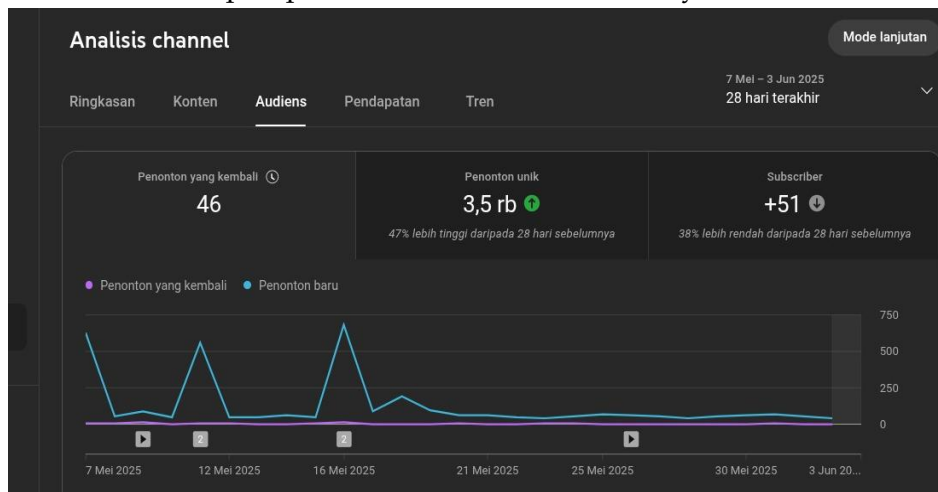 Analisis channel
Mode lanjutan
Ringkasan Konten Audiens Pendapatan Tren
7 Mei – 3 Jun 2025
28 hari terakhir
Penonton yang kembali
46
Penonton unik
3,5 rb
47% lebih tinggi daripada 28 hari sebelumnya
Subscriber
+51
38% lebih rendah daripada 28 hari sebelumnya
Penonton yang kembali Penonton baru
750
500
250
0
2 2
7 Mei 2025 12 Mei 2025 16 Mei 2025 21 Mei 2025 25 Mei 2025 30 Mei 2025 3 Jun 20...